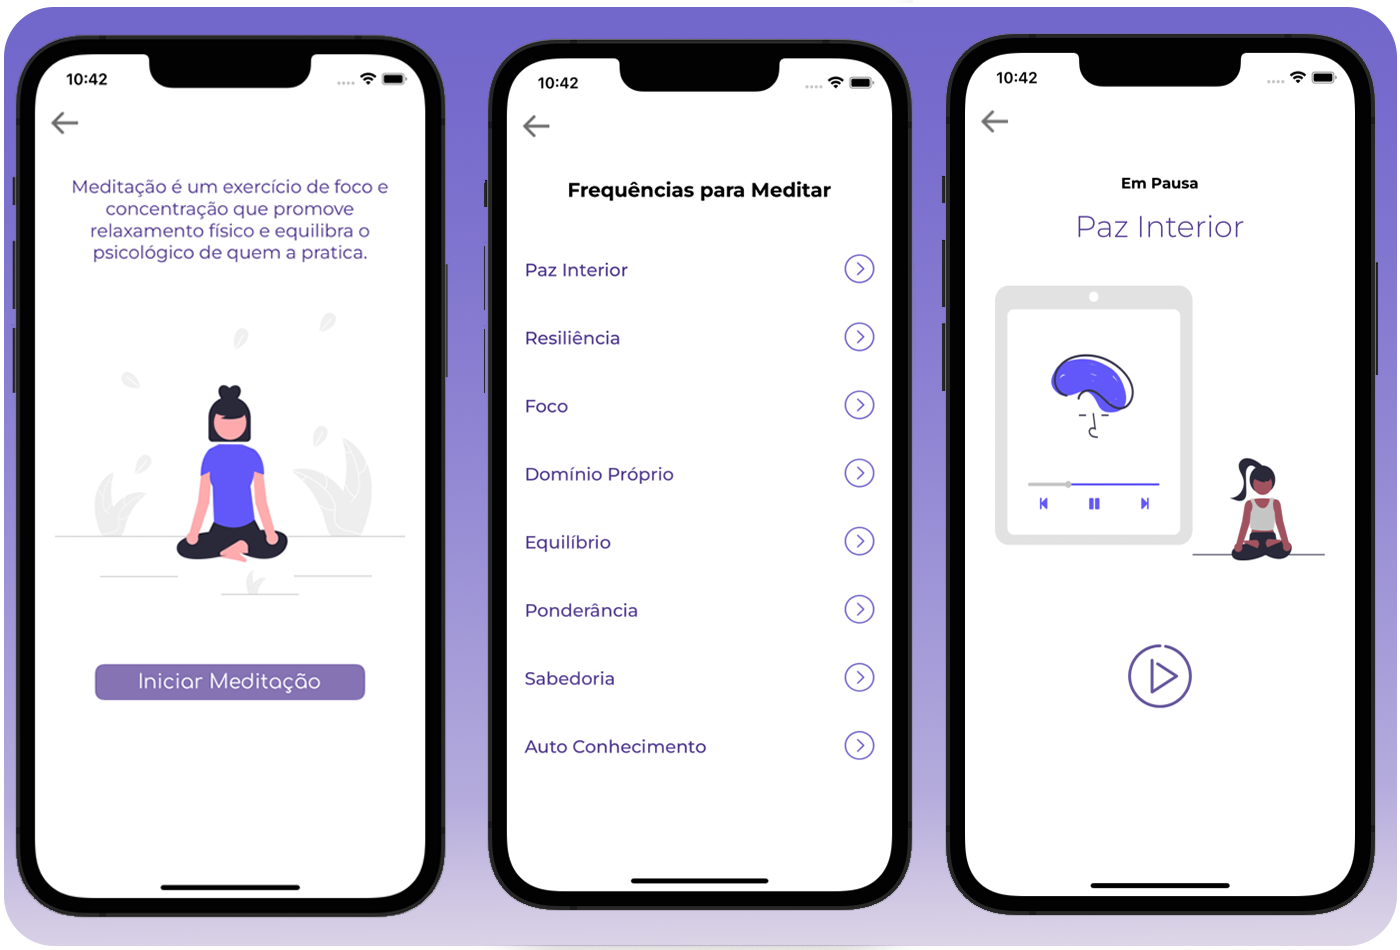 10:42
Meditação é um exercício de foco e
concentração que promove
relaxamento físico e equilibra o
psicológico de quem a pratica.
Iniciar Meditação
10:42
Frequências para Meditar
Paz Interior
Resiliência
Foco
Domínio Próprio
Equilíbrio
Ponderância
Sabedoria
Auto Conhecimento
10:42
Em Pausa
Paz Interior